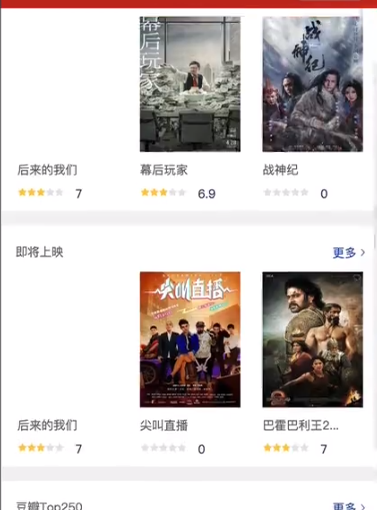 幕后玩家
战神纪
后来的我们 幕后玩家 战神纪
7 6.9 0
即将上映 更多 >
尖叫直播
后来的我们 尖叫直播 巴霍巴利王2...
7 0 7
豆瓣Top250 更多 >